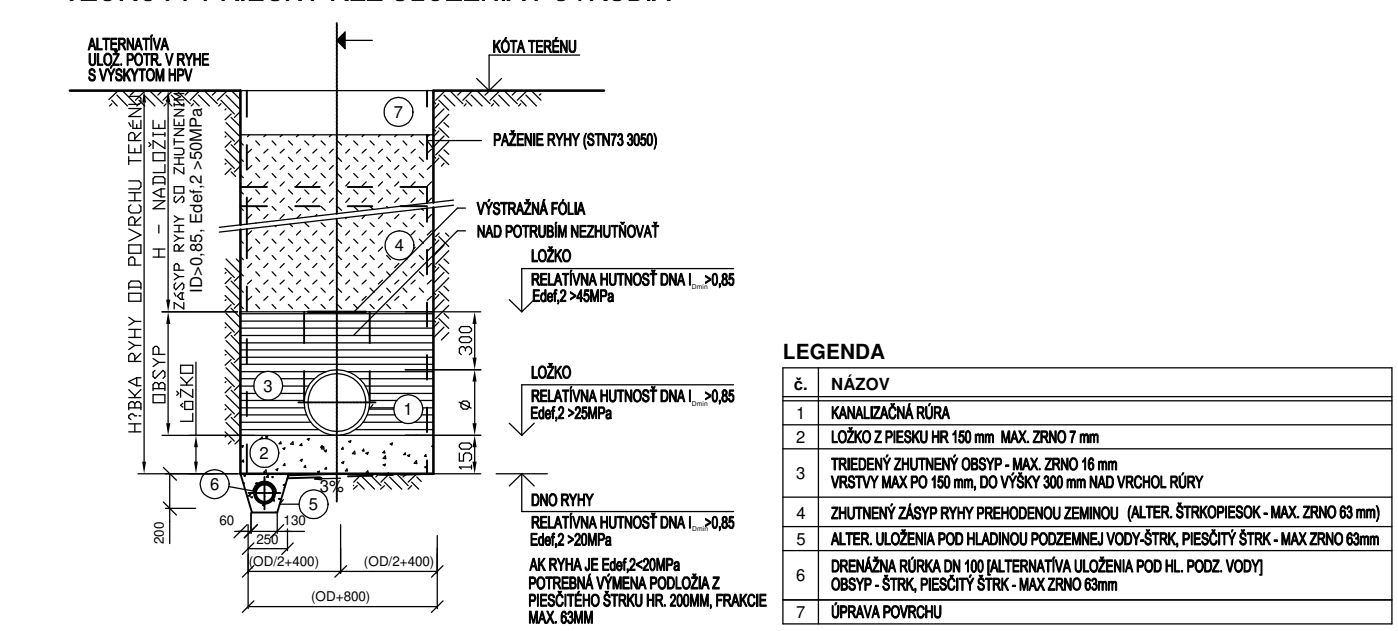 ALTERNATÍVA
ULOŽ. POTR. V RYHE
S VÝSKYTOM HPV
KÓTA TERÉNU
7
PAŽENIE RYHY (STN73 3050)
VÝSTRAŽNÁ FÓLIA
NAD POTRUBÍM NEZHUTŇOVAŤ
4
LOŽKO
RELATÍVNA HUTNOSŤ DNA I Dmin >0,85
Edef,2 >45MPa
H?BKA RYHY OD POVRCHU TERÉNU
H - NADLOŽIE
ZÁSYP RYHY SO ZHUTNENÍM
ID>0,85, Edef,2 >50MPa
OBSYP
LôŽKO
300
3
1
Ø
LOŽKO
RELATÍVNA HUTNOSŤ DNA I Dmin >0,85
Edef,2 >25MPa
2
150
6
3%
5
DNO RYHY
RELATÍVNA HUTNOSŤ DNA I Dmin >0,85
Edef,2 >20MPa
AK RYHA JE Edef,2<20MPa
POTREBNÁ VÝMENA PODLOŽIA Z
PIESČITÉHO ŠTRKU HR. 200MM, FRAKCIE
MAX. 63MM
200
60
130
250
(OD/2+400)
(OD/2+400)
(OD+800)
LEGENDA
č. NÁZOV
1 KANALIZAČNÁ RÚRA
2 LOŽKO Z PIESKU HR 150 mm MAX. ZRNO 7 mm
3 TRIEDENÝ ZHUTNENÝ OBSYP - MAX. ZRNO 16 mm
VRSTVY MAX PO 150 mm, DO VÝŠKY 300 mm NAD VRCHOL RÚRY
4 ZHUTNENÝ ZÁSYP RYHY PREHODENOU ZEMINOU (ALTER. ŠTRKOPIESOK - MAX. ZRNO 63 mm)
5 ALTER. ULOŽENIA POD HLADINOU PODZEMNEJ VODY-ŠTRK, PIESČITÝ ŠTRK - MAX ZRNO 63mm
6 DRENÁŽNA RÚRKA DN 100 [ALTERNATÍVA ULOŽENIA POD HL. PODZ. VODY]
OBSYP - ŠTRK, PIESČITÝ ŠTRK - MAX ZRNO 63mm
7 ÚPRAVA POVRCHU